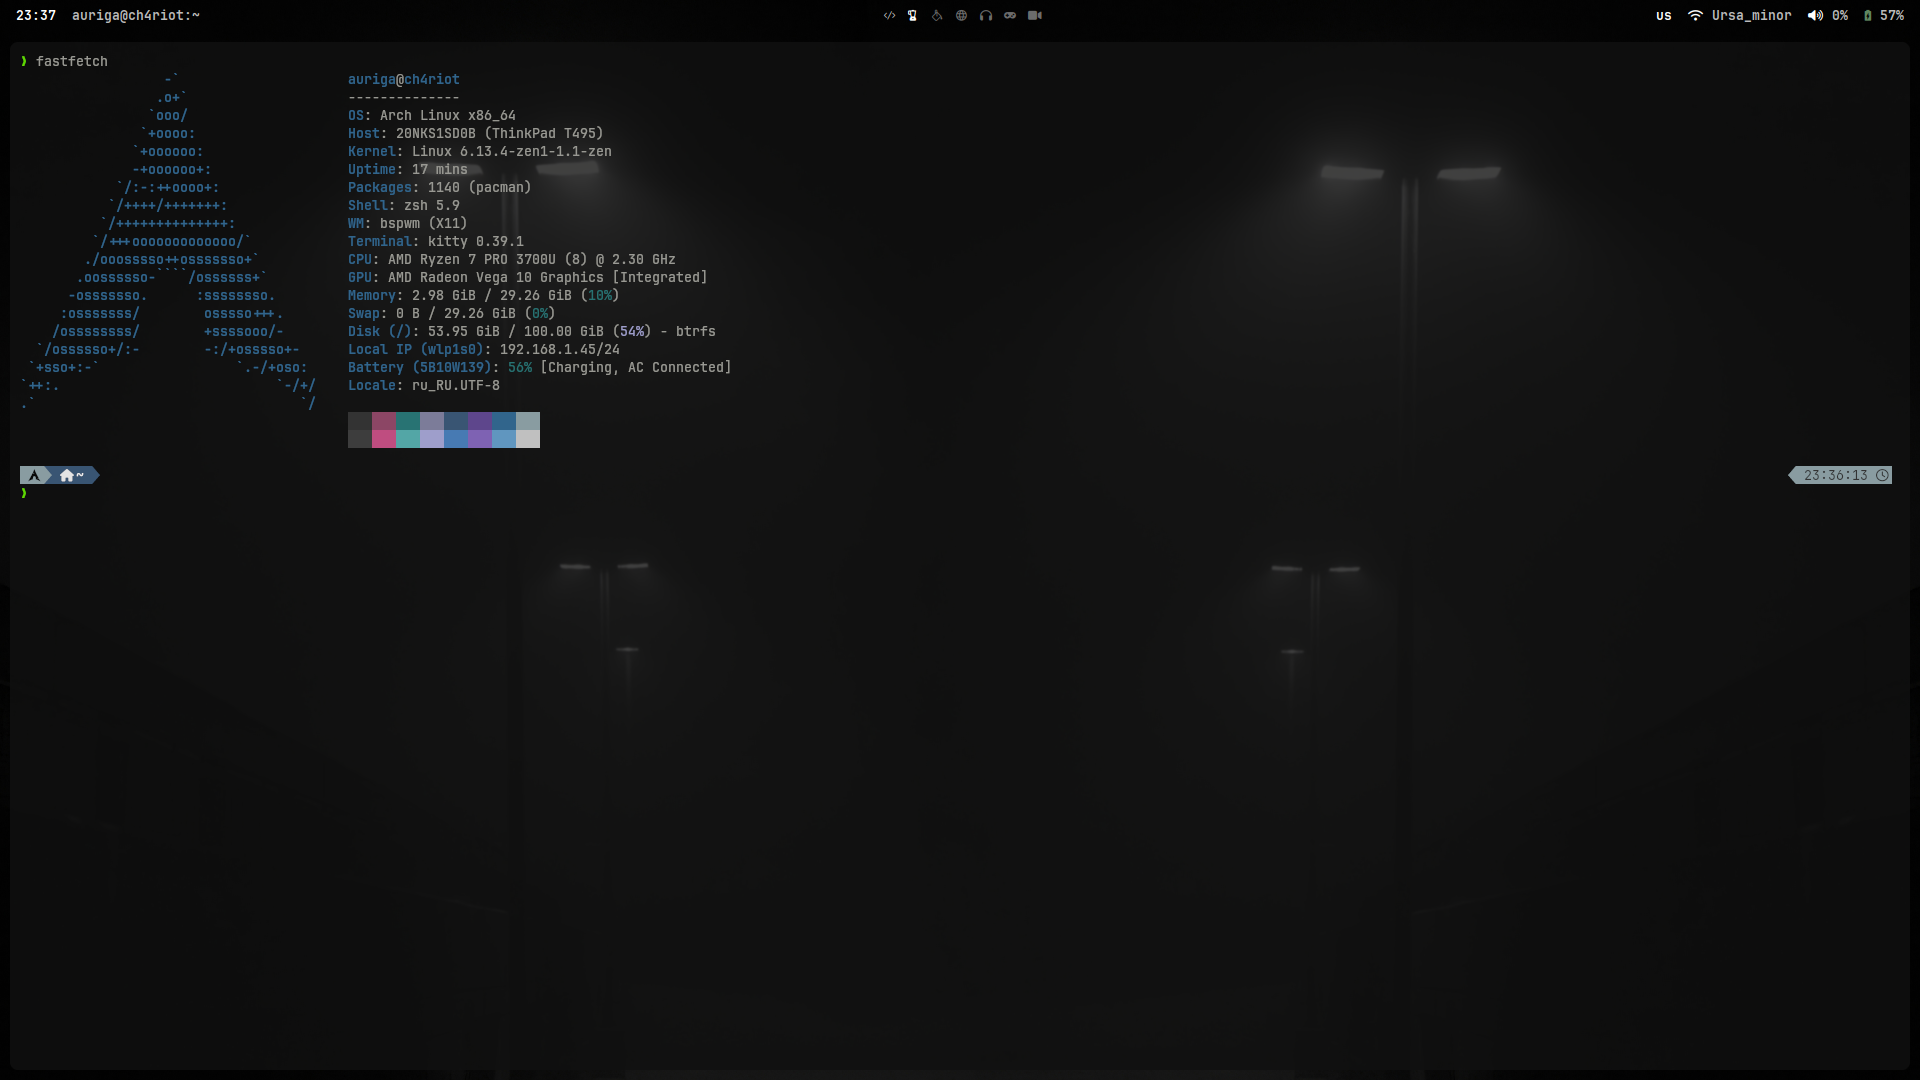 23:37 auriga@ch4riot:~ US Ursa_minor 0% 57%
❫ fastfetch
-` auriga@ch4riot
.o+` --------------
`ooo/ OS: Arch Linux x86_64
`+oooo: Host: 20NKS1SD0B (ThinkPad T495)
`+oooooo: Kernel: Linux 6.13.4-zen1-1.1-zen
-+oooooo+: Uptime: 17 mins
`/:-:++oooo+: Packages: 1140 (pacman)
`/++++/+++++++: Shell: zsh 5.9
`/++++++++++++++: WM: bspwm (X11)
`/+++ooooooooooooo/` Terminal: kitty 0.39.1
./ooosssso++osssssso+` CPU: AMD Ryzen 7 PRO 3700U (8) @ 2.30 GHz
.oossssso-````/ossssss+` GPU: AMD Radeon Vega 10 Graphics [Integrated]
-osssssso. :ssssssso. Memory: 2.98 GiB / 29.26 GiB (10%)
:osssssss/ osssso+++. Swap: 0 B / 29.26 GiB (0%)
/ossssssss/ +ssssooo/- Disk (/): 53.95 GiB / 100.00 GiB (54%) - btrfs
`/ossssso+/:- -:/+osssso+- Local IP (wlp1s0): 192.168.1.45/24
`+sso+:-` `.-/+oso: Battery (5B10W139): 56% [Charging, AC Connected]
`++:. `-/+/ Locale: ru_RU.UTF-8
.` `/
~ 23:36:13
❫